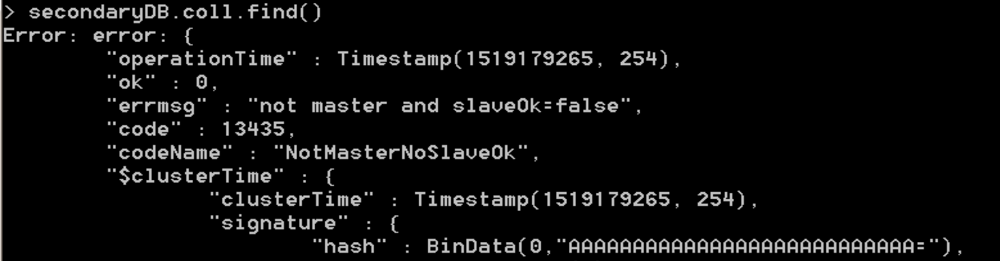 > secondaryDB.coll.find()
Error: error: {
"operationTime" : Timestamp(1519179265, 254),
"ok" : 0,
"errmsg" : "not master and slaveOk=false",
"code" : 13435,
"codeName" : "NotMasterNoSlaveOk",
"$clusterTime" : {
"clusterTime" : Timestamp(1519179265, 254),
"signature" : {
"hash" : BinData(0,"AAAAAAAAAAAAAAAAAAAAAAAAAAA="),